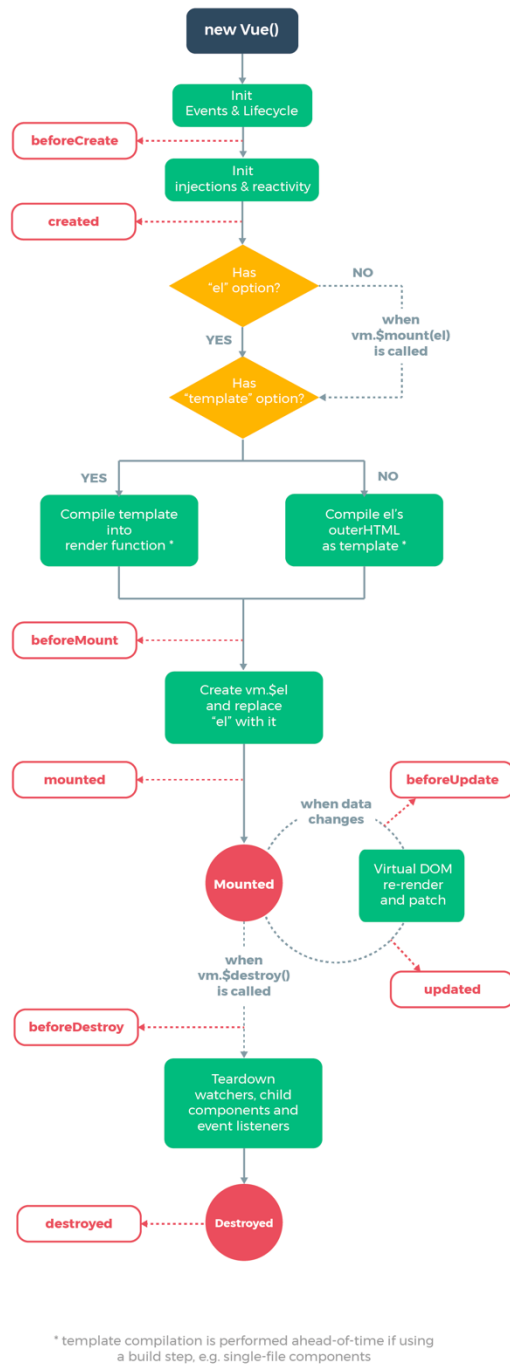 new Vue()
Init
Events & Lifecycle
beforeCreate
Init
injections & reactivity
created
Has
“el” option?
NO
when
vm.$mount(el)
is called
YES
Has
“template” option?
YES
NO
Compile template
into
render function *
Compile el’s
outerHTML
as template *
beforeMount
Create vm.$el
and replace
“el” with it
mounted
beforeUpdate
when data
changes
Mounted
Virtual DOM
re-render
and patch
when
vm.$destroy()
is called
updated
beforeDestroy
Teardown
watchers, child
components and
event listeners
destroyed
Destroyed
* template compilation is performed ahead-of-time if using
a build step, e.g. single-file components